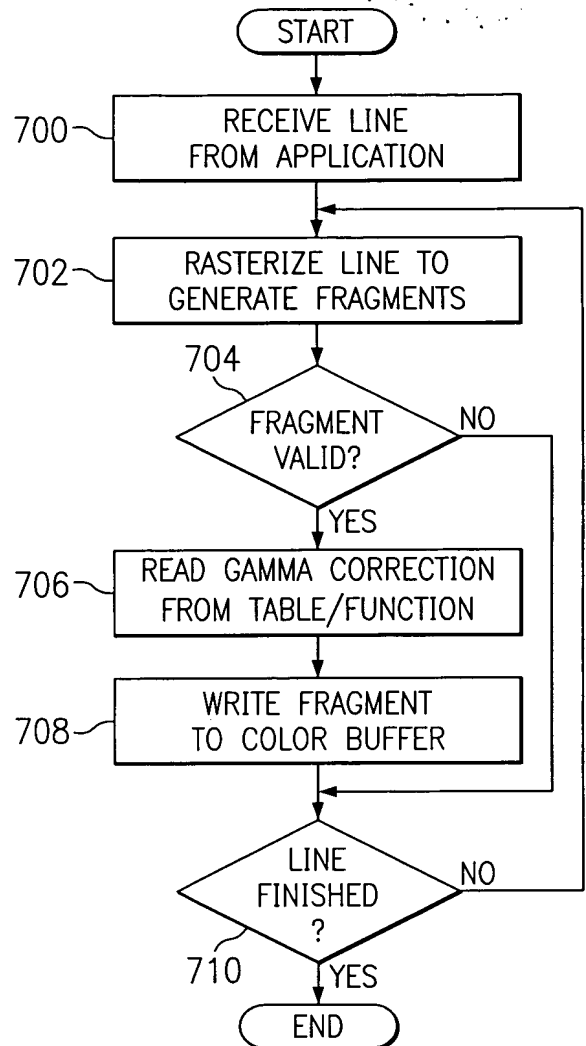 START
700
RECEIVE LINE
FROM APPLICATION
702
RASTERIZE LINE TO
GENERATE FRAGMENTS
704
FRAGMENT
VALID?
NO
YES
706
READ GAMMA CORRECTION
FROM TABLE/FUNCTION
708
WRITE FRAGMENT
TO COLOR BUFFER
LINE
FINISHED
?
NO
710
YES
END